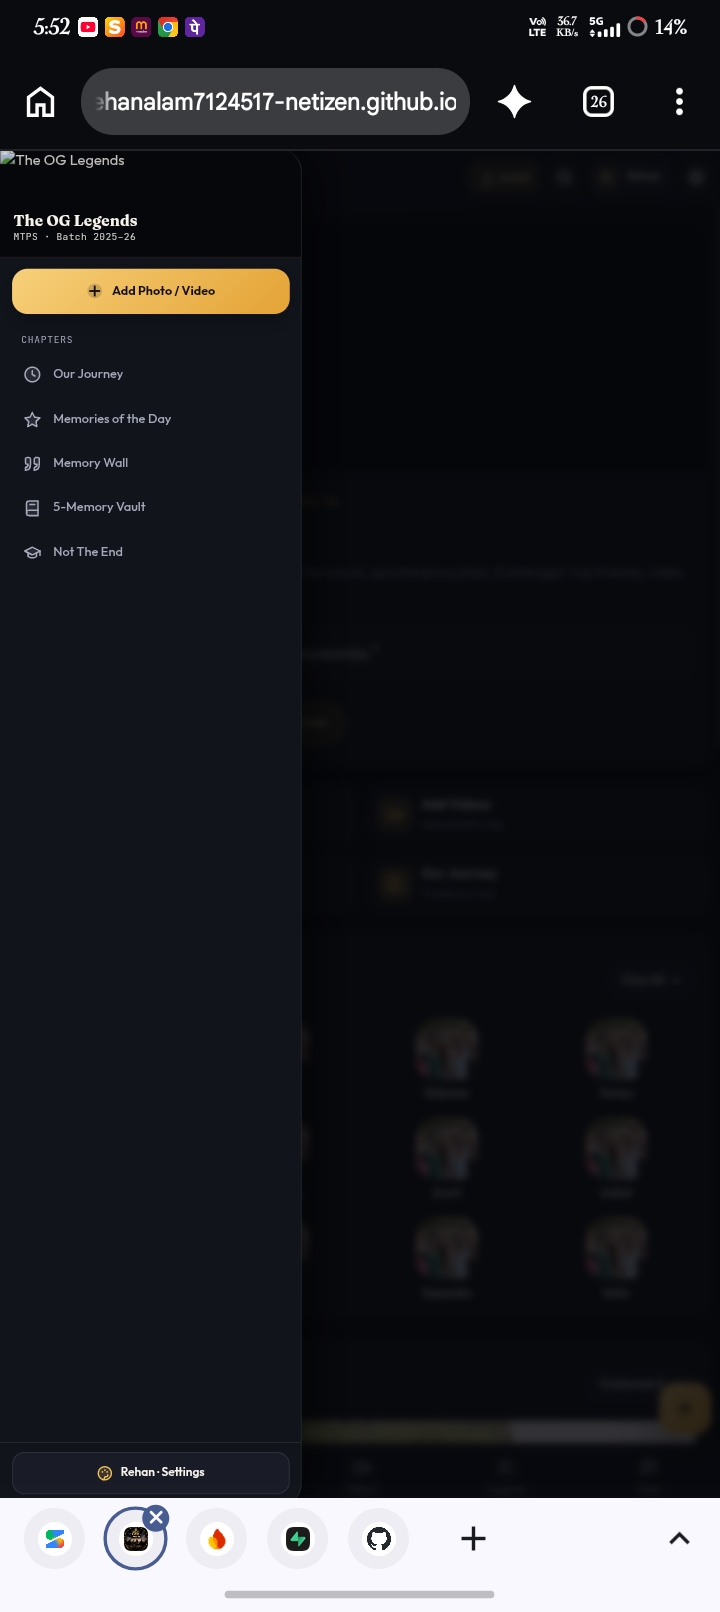 5:52
Vo)) LTE 36.7 KB/s 5G 14%
ehanalam7124517-netizen.github.io
26
The OG Legends
The OG Legends
MTPS · Batch 2025-26
Add Photo / Video
CHAPTERS
Our Journey
Memories of the Day
Memory Wall
5-Memory Vault
Not The End
Rehan · Settings